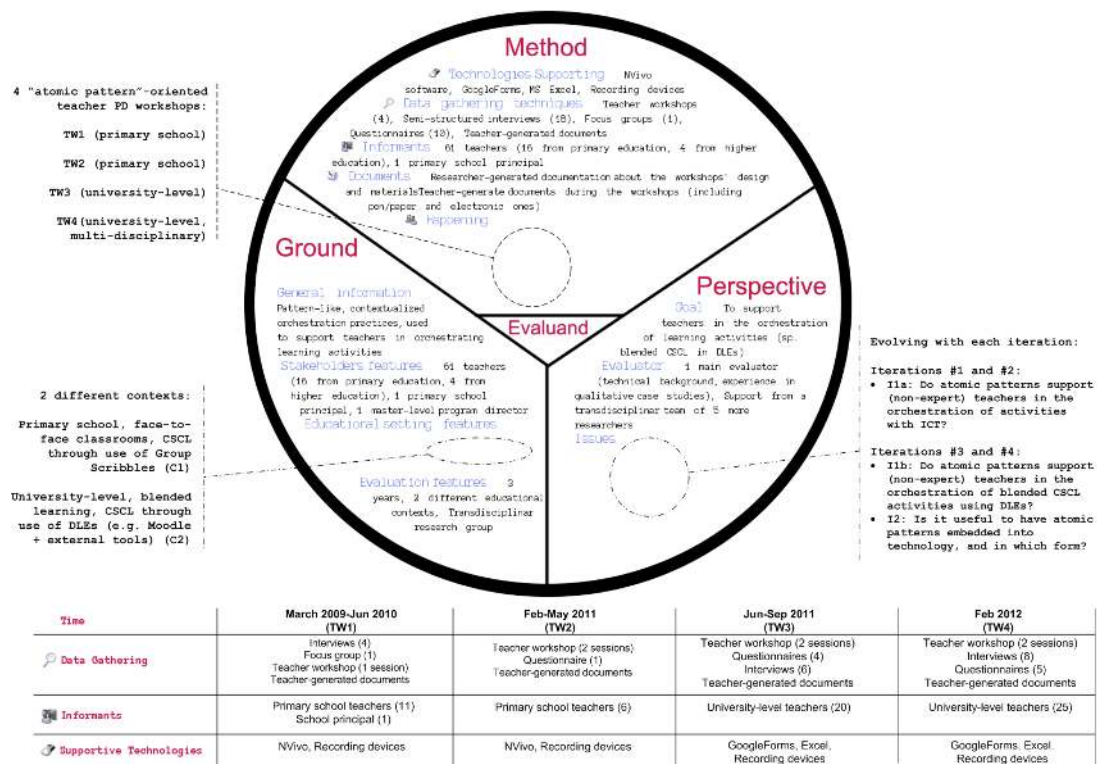 Method
Technologies Supporting NVivo
software, GoogleForms, MS Excel, Recording devices
Data gathering techniques Teacher workshops
(4), Semi-structured interviews (18), Focus groups (1),
Questionnaires (10), Teacher-generated documents
Informants 61 teachers (16 from primary education, 4 from higher
education), 1 primary school principal
Documents Researcher-generated documentation about the workshops' design
and materialsTeacher-generate documents during the workshops (including
pen/paper and electronic ones)
Happening
4 "atomic pattern"-oriented
teacher PD workshops:
TW1 (primary school)
TW2 (primary school)
TW3 (university-level)
TW4(university-level,
multi-disciplinary)
Ground
General information
Pattern-like, contextualized
orchestration practices, used
to support teachers in orchestrating
learning activities
Stakeholders features 61 teachers
(16 from primary education, 4 from
higher education), 1 primary school
principal, 1 master-level program director
Educational setting features
Evaluation features 3
years, 2 different educational
contexts, Transdisciplinar
research group
2 different contexts:
Primary school, face-to-
face classrooms, CSCL
through use of Group
Scribbles (C1)
University-level, blended
learning, CSCL through
use of DLEs (e.g. Moodle
+ external tools) (C2)
Evaluand
Perspective
Goal To support
teachers in the orchestration
of learning activities (sp.
blended CSCL in DLEs)
Evaluator 1 main evaluator
(technical background, experience in
qualitative case studies), Support from a
transdisciplinar team of 5 more
researchers
Issues
Evolving with each iteration:
Iterations #1 and #2:
• I1a: Do atomic patterns support
(non-expert) teachers in the
orchestration of activities
with ICT?
Iterations #3 and #4:
• I1b: Do atomic patterns support
(non-expert) teachers in the
orchestration of blended CSCL
activities using DLEs?
• I2: Is it useful to have atomic
patterns embedded into
technology, and in which form?
Time
March 2009-Jun 2010
(TW1)
Feb-May 2011
(TW2)
Jun-Sep 2011
(TW3)
Feb 2012
(TW4)
Data Gathering
Interviews (4)
Focus group (1)
Teacher workshop (1 session)
Teacher-generated documents
Teacher workshop (2 sessions)
Questionnaire (1)
Teacher-generated documents
Teacher workshop (2 sessions)
Questionnaires (4)
Interviews (6)
Teacher-generated documents
Teacher workshop (2 sessions)
Interviews (8)
Questionnaires (5)
Teacher-generated documents
Informants
Primary school teachers (11)
School principal (1)
Primary school teachers (6)
University-level teachers (20)
University-level teachers (25)
Supportive Technologies
NVivo, Recording devices
NVivo, Recording devices
GoogleForms, Excel,
Recording devices
GoogleForms, Excel,
Recording devices